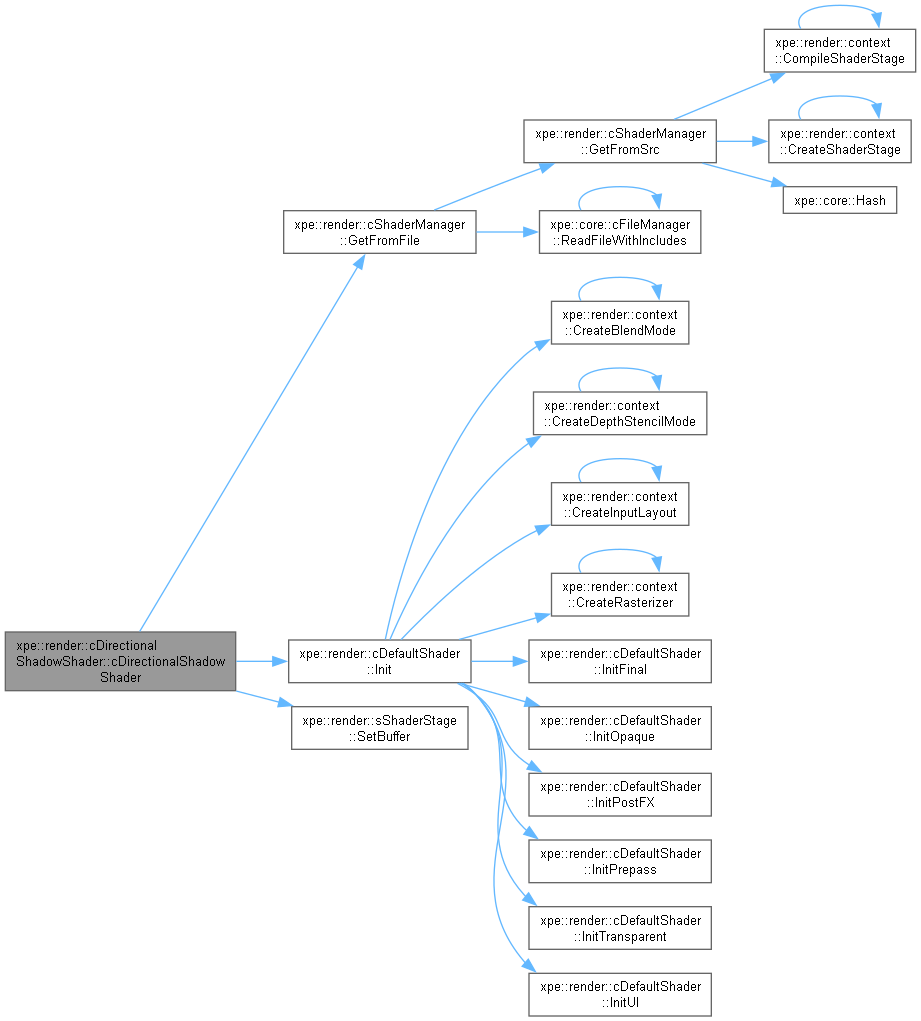 xpe::render::context
::CompileShaderStage
xpe::render::cShaderManager
::GetFromSrc
xpe::render::context
::CreateShaderStage
xpe::core::Hash
xpe::render::cShaderManager
::GetFromFile
xpe::core::cFileManager
::ReadFileWithIncludes
xpe::render::context
::CreateBlendMode
xpe::render::context
::CreateDepthStencilMode
xpe::render::context
::CreateInputLayout
xpe::render::context
::CreateRasterizer
xpe::render::cDirectional
ShadowShader::cDirectionalShadow
Shader
xpe::render::cDefaultShader
::Init
xpe::render::cDefaultShader
::InitFinal
xpe::render::sShaderStage
::SetBuffer
xpe::render::cDefaultShader
::InitOpaque
xpe::render::cDefaultShader
::InitPostFX
xpe::render::cDefaultShader
::InitPrepass
xpe::render::cDefaultShader
::InitTransparent
xpe::render::cDefaultShader
::InitUI